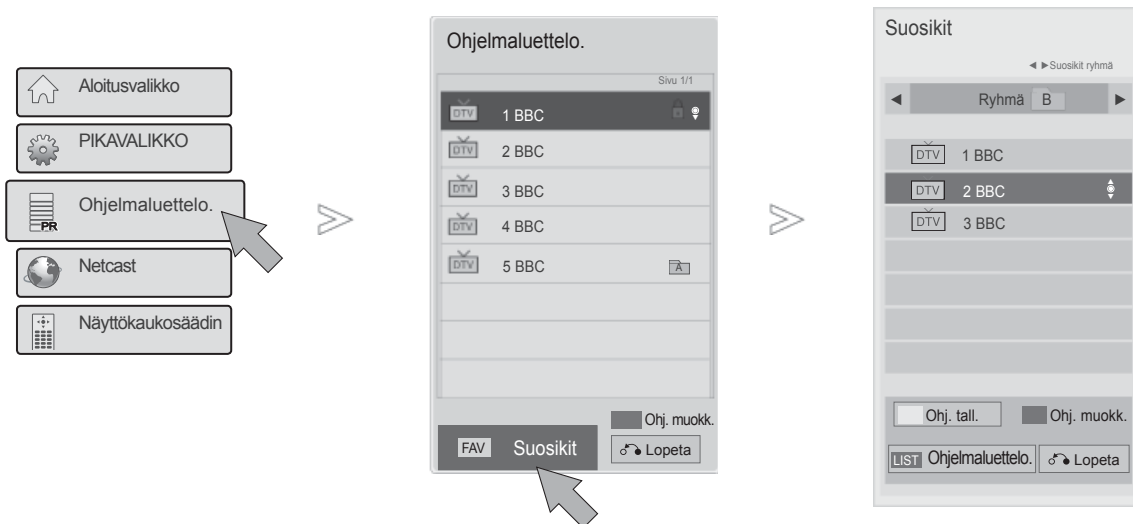 Aloitusvalikko
PIKAVALIKKO
PR
Ohjelmaluettelo.
Netcast
Näyttökaukosäädin
Ohjelmaluettelo.
Sivu 1/1
DTV 1 BBC
DTV 2 BBC
DTV 3 BBC
DTV 4 BBC
DTV 5 BBC A
Ohj. muokk.
FAV Suosikit
Lopeta
Suosikit
◄ ►Suosikit ryhmä
◄ Ryhmä B ►
DTV 1 BBC
DTV 2 BBC
DTV 3 BBC
Ohj. tall. Ohj. muokk.
LIST Ohjelmaluettelo. Lopeta